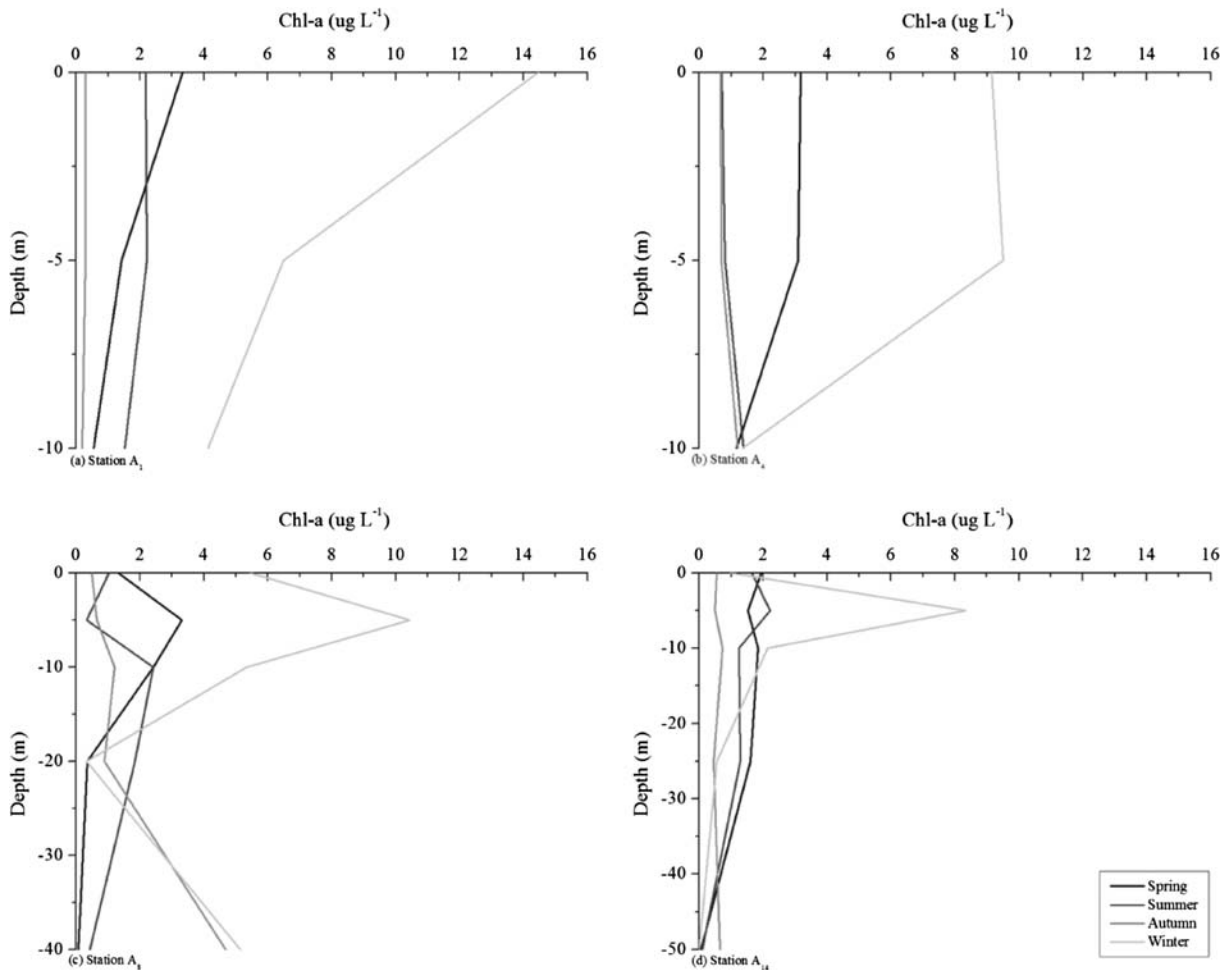 Chl-a (ug L⁻¹)
0 2 4 6 8 10 12 14 16
0
-5
-10
Depth (m)
(a) Station A₁
Chl-a (ug L⁻¹)
0 2 4 6 8 10 12 14 16
0
-5
-10
Depth (m)
(b) Station A₄
Chl-a (ug L⁻¹)
0 2 4 6 8 10 12 14 16
0
-10
-20
-30
-40
Depth (m)
(c) Station A₈
Chl-a (ug L⁻¹)
0 2 4 6 8 10 12 14 16
0
-10
-20
-30
-40
-50
Depth (m)
(d) Station A₁₄
Spring
Summer
Autumn
Winter